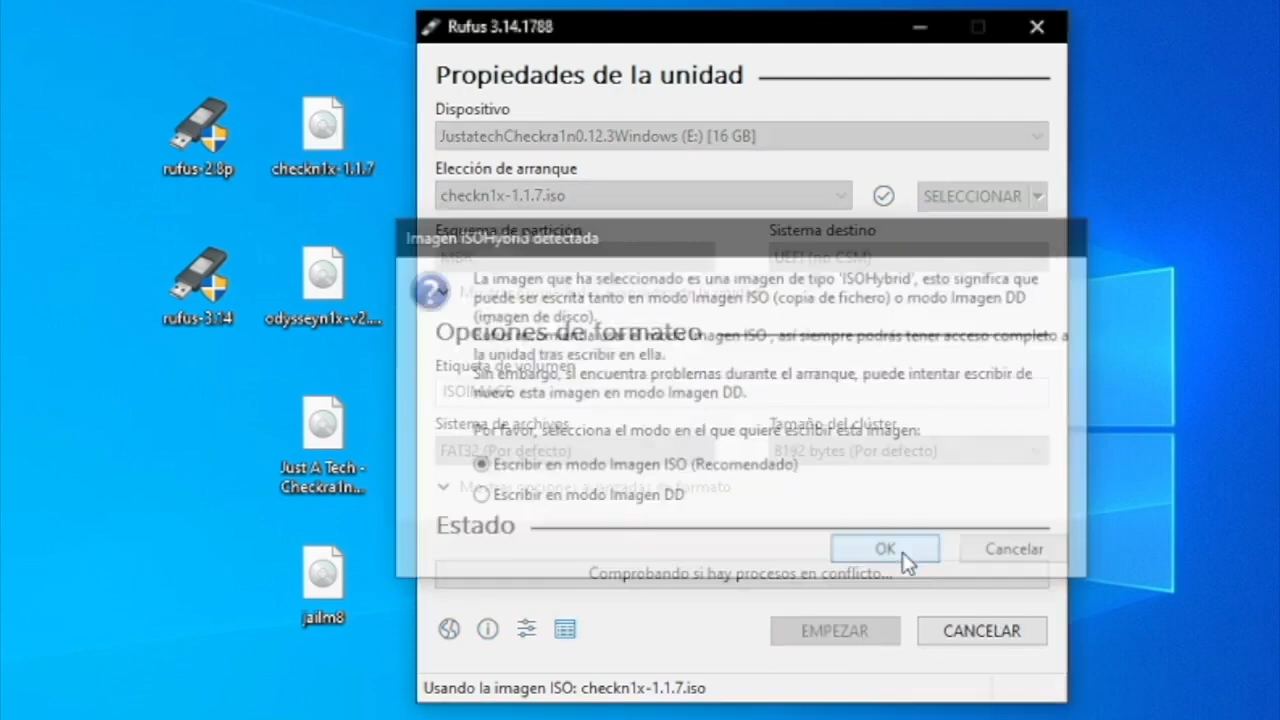 Rufus 3.14.1788
Propiedades de la unidad
Dispositivo
JustatechCheckra1n0.12.3Windows (E:) [16 GB]
Elección de arranque
checkn1x-1.1.7.iso
SELECCIONAR
Esquema de partición
Sistema destino
MBR
UEFI (no CSM)
Imagen ISOHybrid detectada
La imagen que ha seleccionado es una imagen de tipo 'ISOHybrid', esto significa que
puede ser escrita tanto en modo Imagen ISO (copia de fichero) o modo Imagen DD
(imagen de disco).
Rufus recomienda usar el modo Imagen ISO , así siempre podrás tener acceso completo a
la unidad tras escribir en ella.
Sin embargo, si encuentra problemas durante el arranque, puede intentar escribir de
nuevo esta imagen en modo Imagen DD.
Por favor, selecciona el modo en el que quiere escribir esta imagen:
Escribir en modo Imagen ISO (Recomendado)
Escribir en modo Imagen DD
OK
Cancelar
Opciones de formateo
Etiqueta de volumen
ISOIMAGE
Sistema de archivos
Tamaño del clúster
FAT32 (Por defecto)
8192 bytes (Por defecto)
Mostrar opciones avanzadas de formato
Estado
Comprobando si hay procesos en conflicto...
EMPEZAR
CANCELAR
Usando la imagen ISO: checkn1x-1.1.7.iso
rufus-2.8p
checkn1x-1.1.7
rufus-3.14
odysseyn1x-v2....
Just A Tech -
Checkra1n...
jailm8